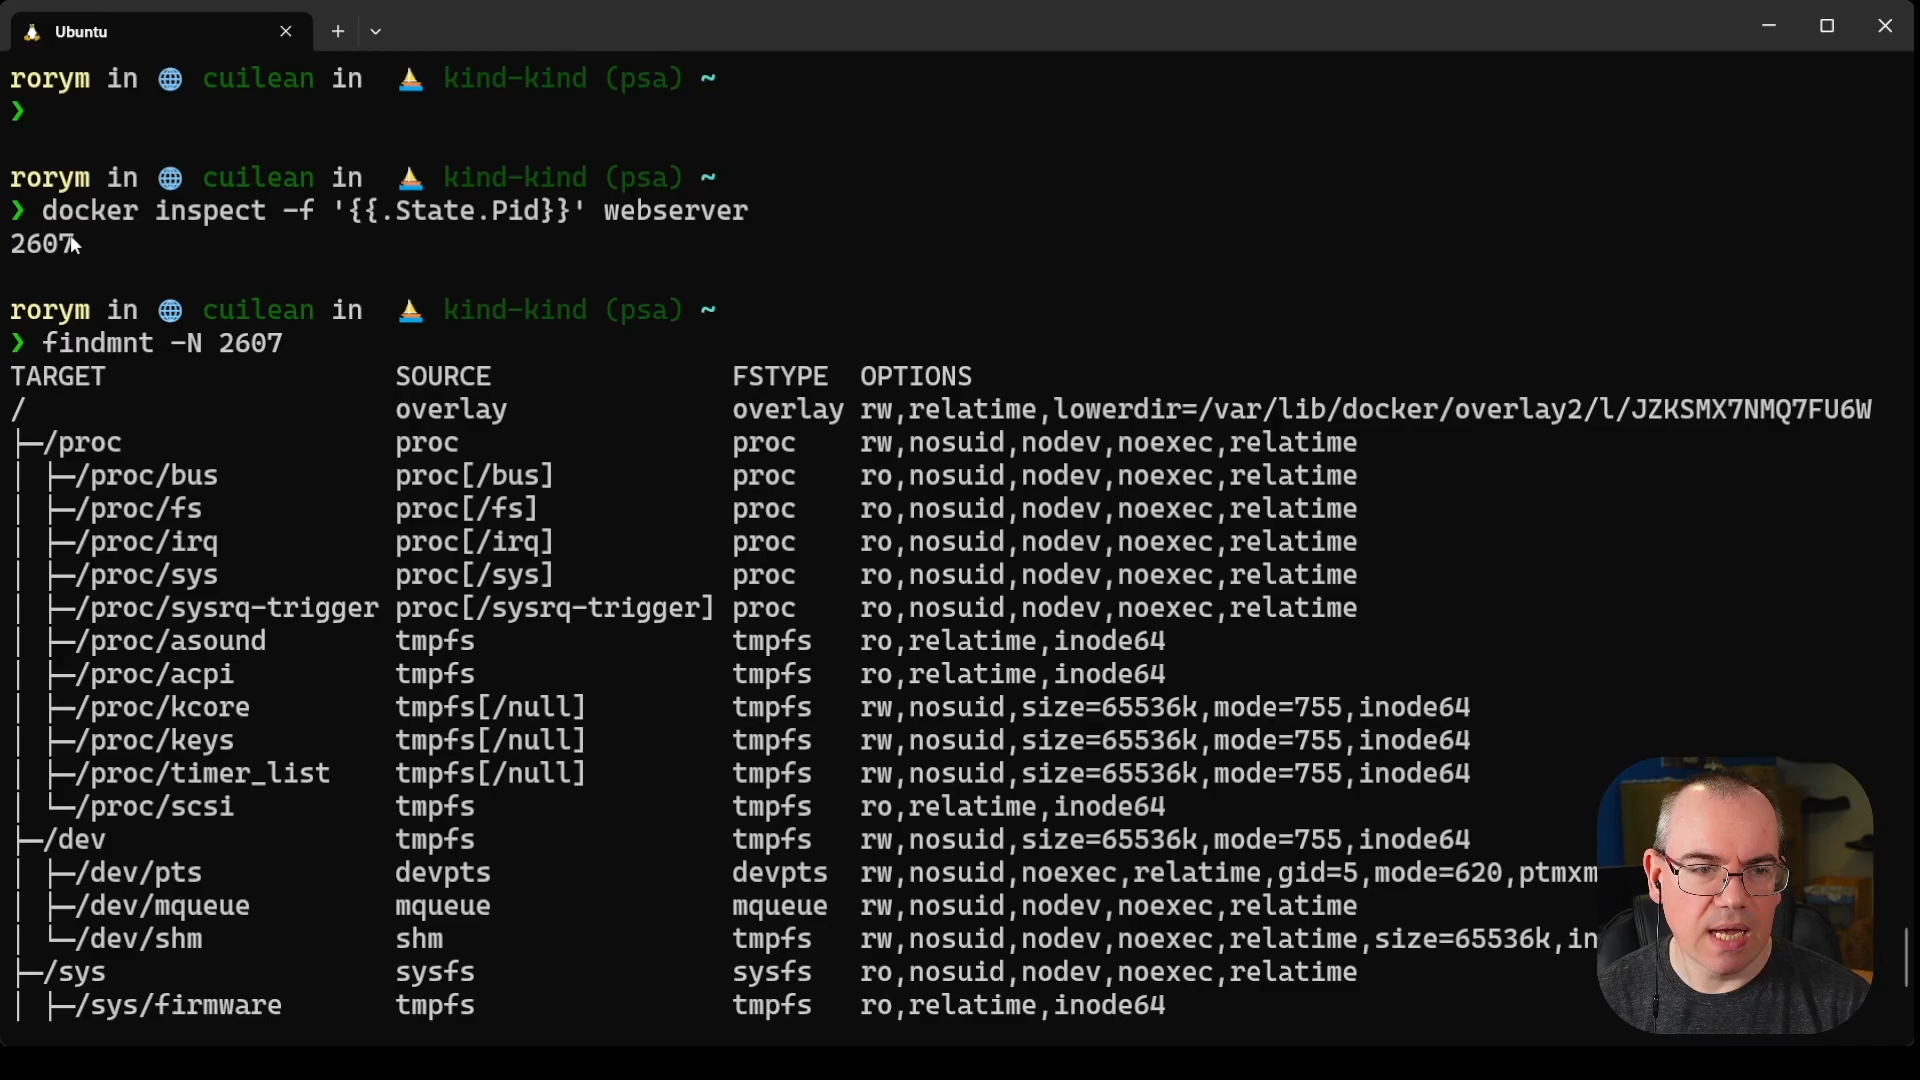 Ubuntu
rorym in cuilean in kind-kind (psa) ~
❯
rorym in cuilean in kind-kind (psa) ~
❯ docker inspect -f '{{.State.Pid}}' webserver
2607
rorym in cuilean in kind-kind (psa) ~
❯ findmnt -N 2607
TARGET SOURCE FSTYPE OPTIONS
/ overlay overlay rw,relatime,lowerdir=/var/lib/docker/overlay2/l/JZKSMX7NMQ7FU6W
├─/proc proc proc rw,nosuid,nodev,noexec,relatime
│ ├─/proc/bus proc[/bus] proc ro,nosuid,nodev,noexec,relatime
│ ├─/proc/fs proc[/fs] proc ro,nosuid,nodev,noexec,relatime
│ ├─/proc/irq proc[/irq] proc ro,nosuid,nodev,noexec,relatime
│ ├─/proc/sys proc[/sys] proc ro,nosuid,nodev,noexec,relatime
│ ├─/proc/sysrq-trigger proc[/sysrq-trigger] proc ro,nosuid,nodev,noexec,relatime
│ ├─/proc/asound tmpfs tmpfs ro,relatime,inode64
│ ├─/proc/acpi tmpfs tmpfs ro,relatime,inode64
│ ├─/proc/kcore tmpfs[/null] tmpfs rw,nosuid,size=65536k,mode=755,inode64
│ ├─/proc/keys tmpfs[/null] tmpfs rw,nosuid,size=65536k,mode=755,inode64
│ ├─/proc/timer_list tmpfs[/null] tmpfs rw,nosuid,size=65536k,mode=755,inode64
│ └─/proc/scsi tmpfs tmpfs ro,relatime,inode64
├─/dev tmpfs tmpfs rw,nosuid,size=65536k,mode=755,inode64
│ ├─/dev/pts devpts devpts rw,nosuid,noexec,relatime,gid=5,mode=620,ptmxm
│ ├─/dev/mqueue mqueue mqueue rw,nosuid,nodev,noexec,relatime
│ └─/dev/shm shm tmpfs rw,nosuid,nodev,noexec,relatime,size=65536k,in
├─/sys sysfs sysfs ro,nosuid,nodev,noexec,relatime
│ ├─/sys/firmware tmpfs tmpfs ro,relatime,inode64